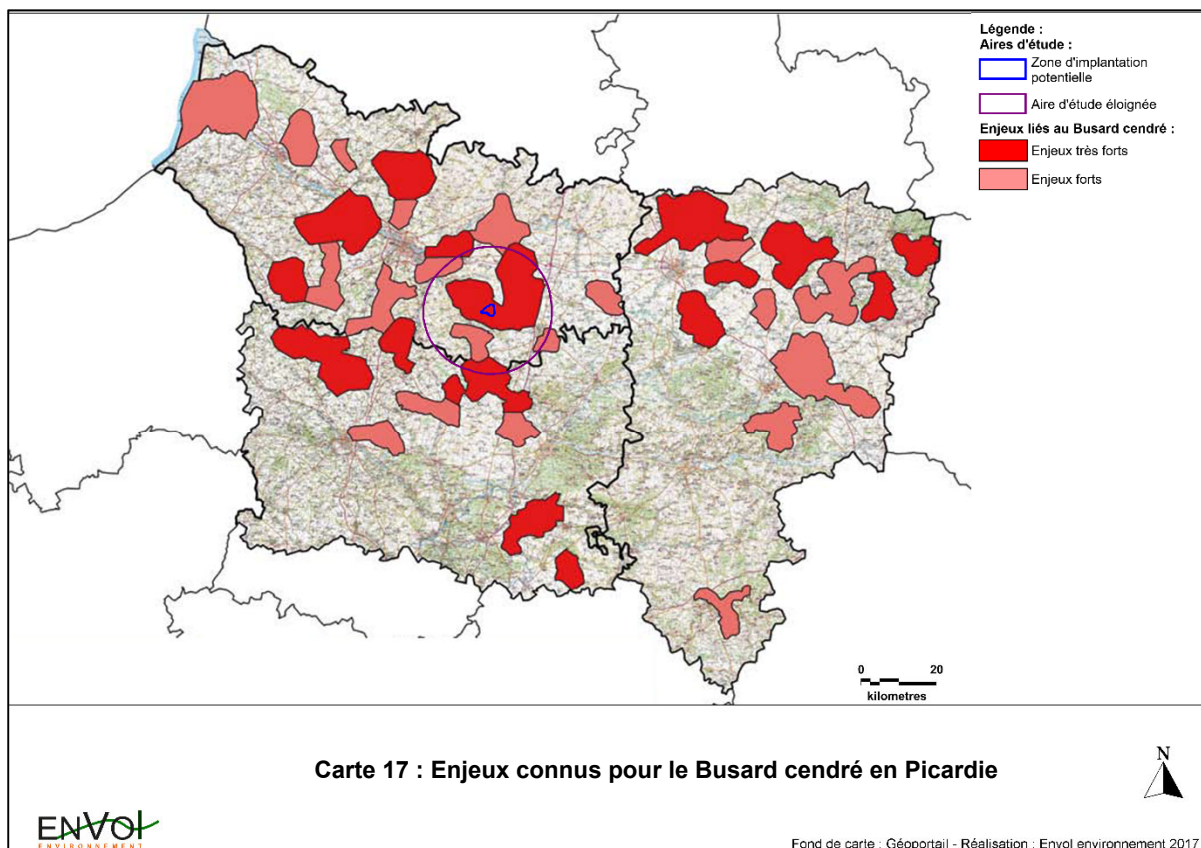 Légende :
Aires d'étude :
Zone d'implantation
potentielle
Aire d'étude éloignée
Enjeux liés au Busard cendré :
Enjeux très forts
Enjeux forts
0 20
kilometres
Carte 17 : Enjeux connus pour le Busard cendré en Picardie
N
ENVOl
ENVIRONNEMENT
Fond de carte : Géoportail - Réalisation : Envol environnement 2017